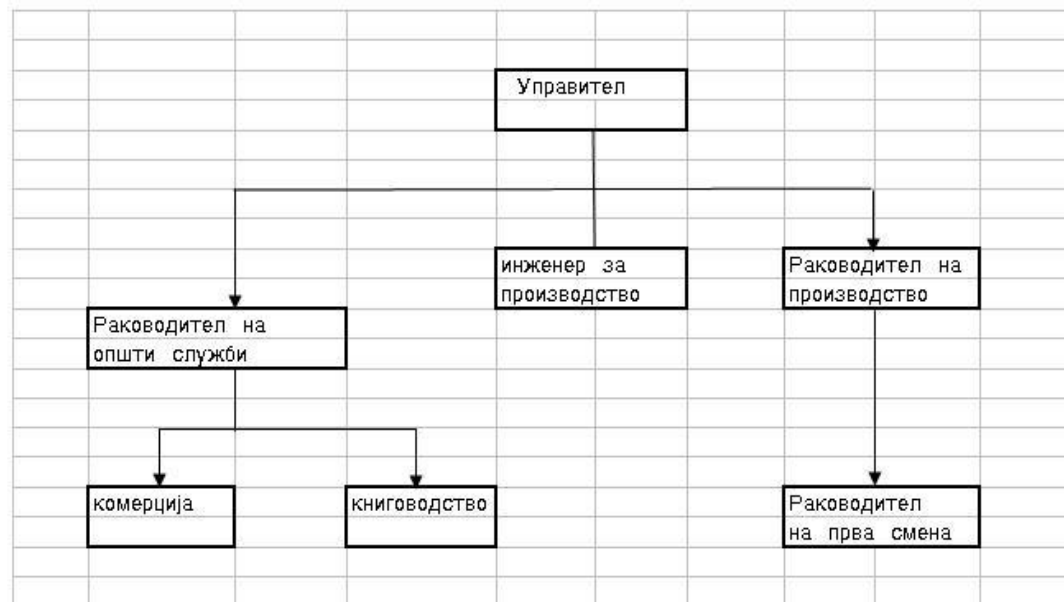 Управител
инженер за
производство
Раководител на
производство
Раководител на
општи служби
комерција
книговодство
Раководител
на прва смена